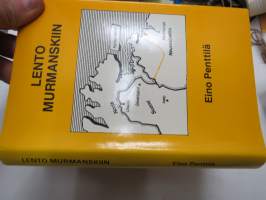 LENTO
MURMANSKIIN
Eino Penttilä
LENTO MURMANSKIIN
Eino Penttilä